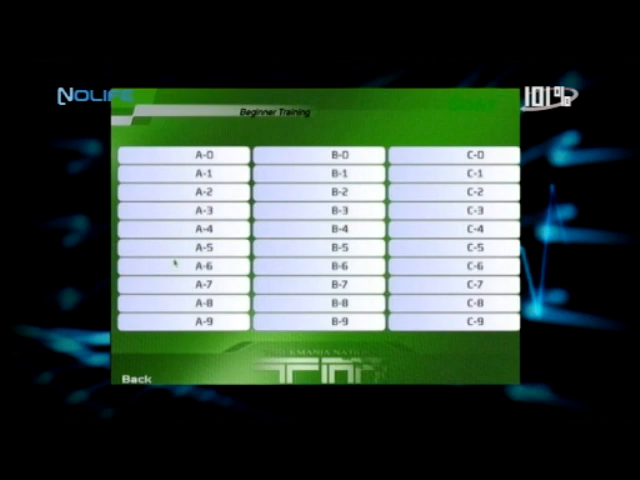 NOLIFE
101%
Beginner Training
A-0 B-0 C-0
A-1 B-1 C-1
A-2 B-2 C-2
A-3 B-3 C-3
A-4 B-4 C-4
A-5 B-5 C-5
A-6 B-6 C-6
A-7 B-7 C-7
A-8 B-8 C-8
A-9 B-9 C-9
Back